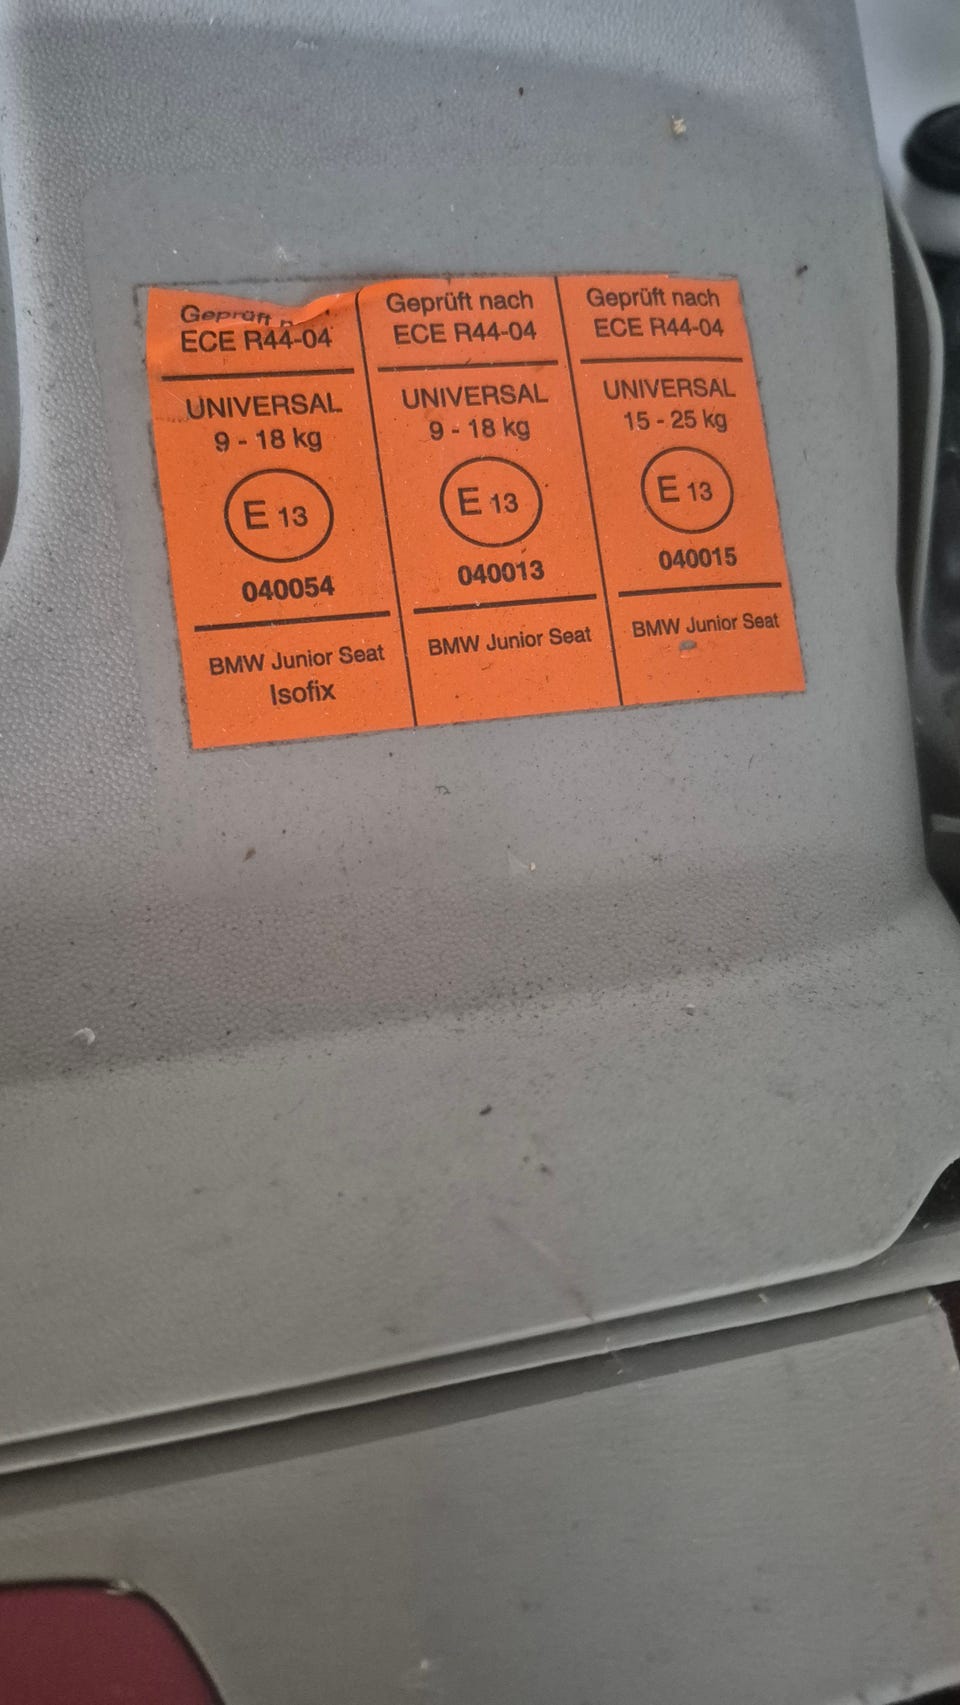 Geprüft n
ECE R44-04
UNIVERSAL
9 - 18 kg
E 13
040054
BMW Junior Seat
Isofix
Geprüft nach
ECE R44-04
UNIVERSAL
9 - 18 kg
E 13
040013
BMW Junior Seat
Geprüft nach
ECE R44-04
UNIVERSAL
15 - 25 kg
E 13
040015
BMW Junior Seat